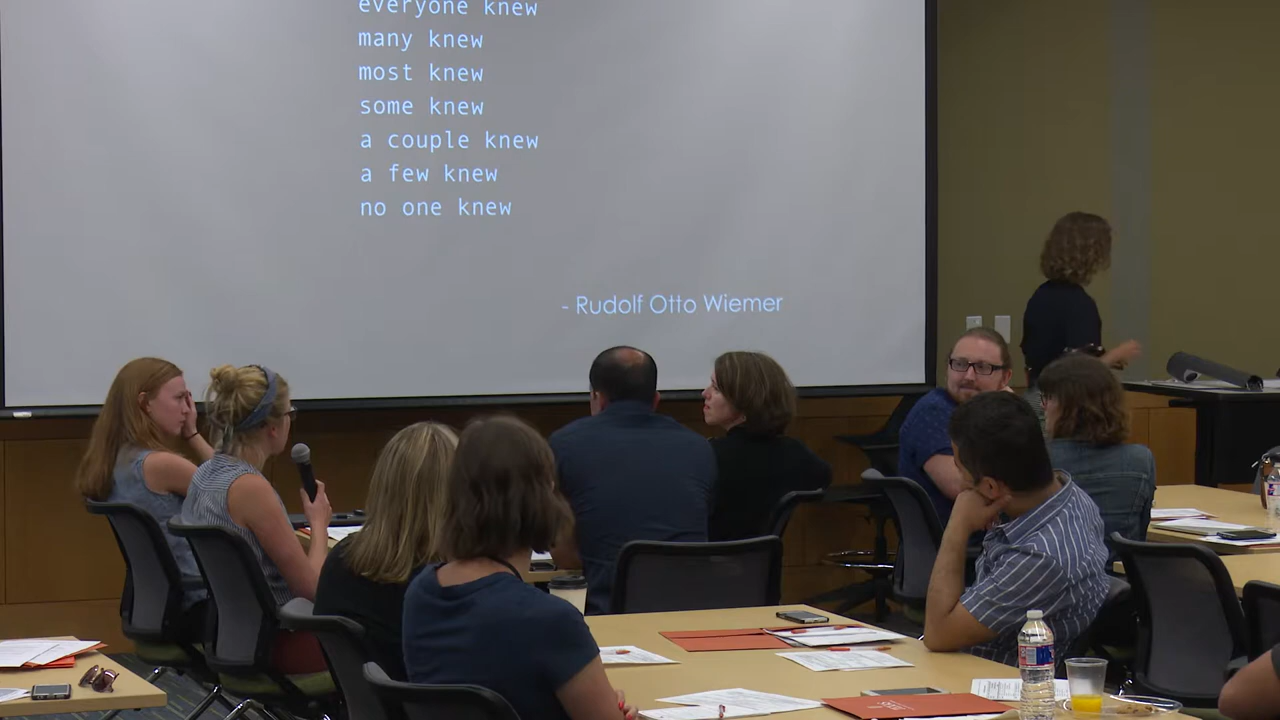 everyone knew
many knew
most knew
some knew
a couple knew
a few knew
no one knew
- Rudolf Otto Wiemer